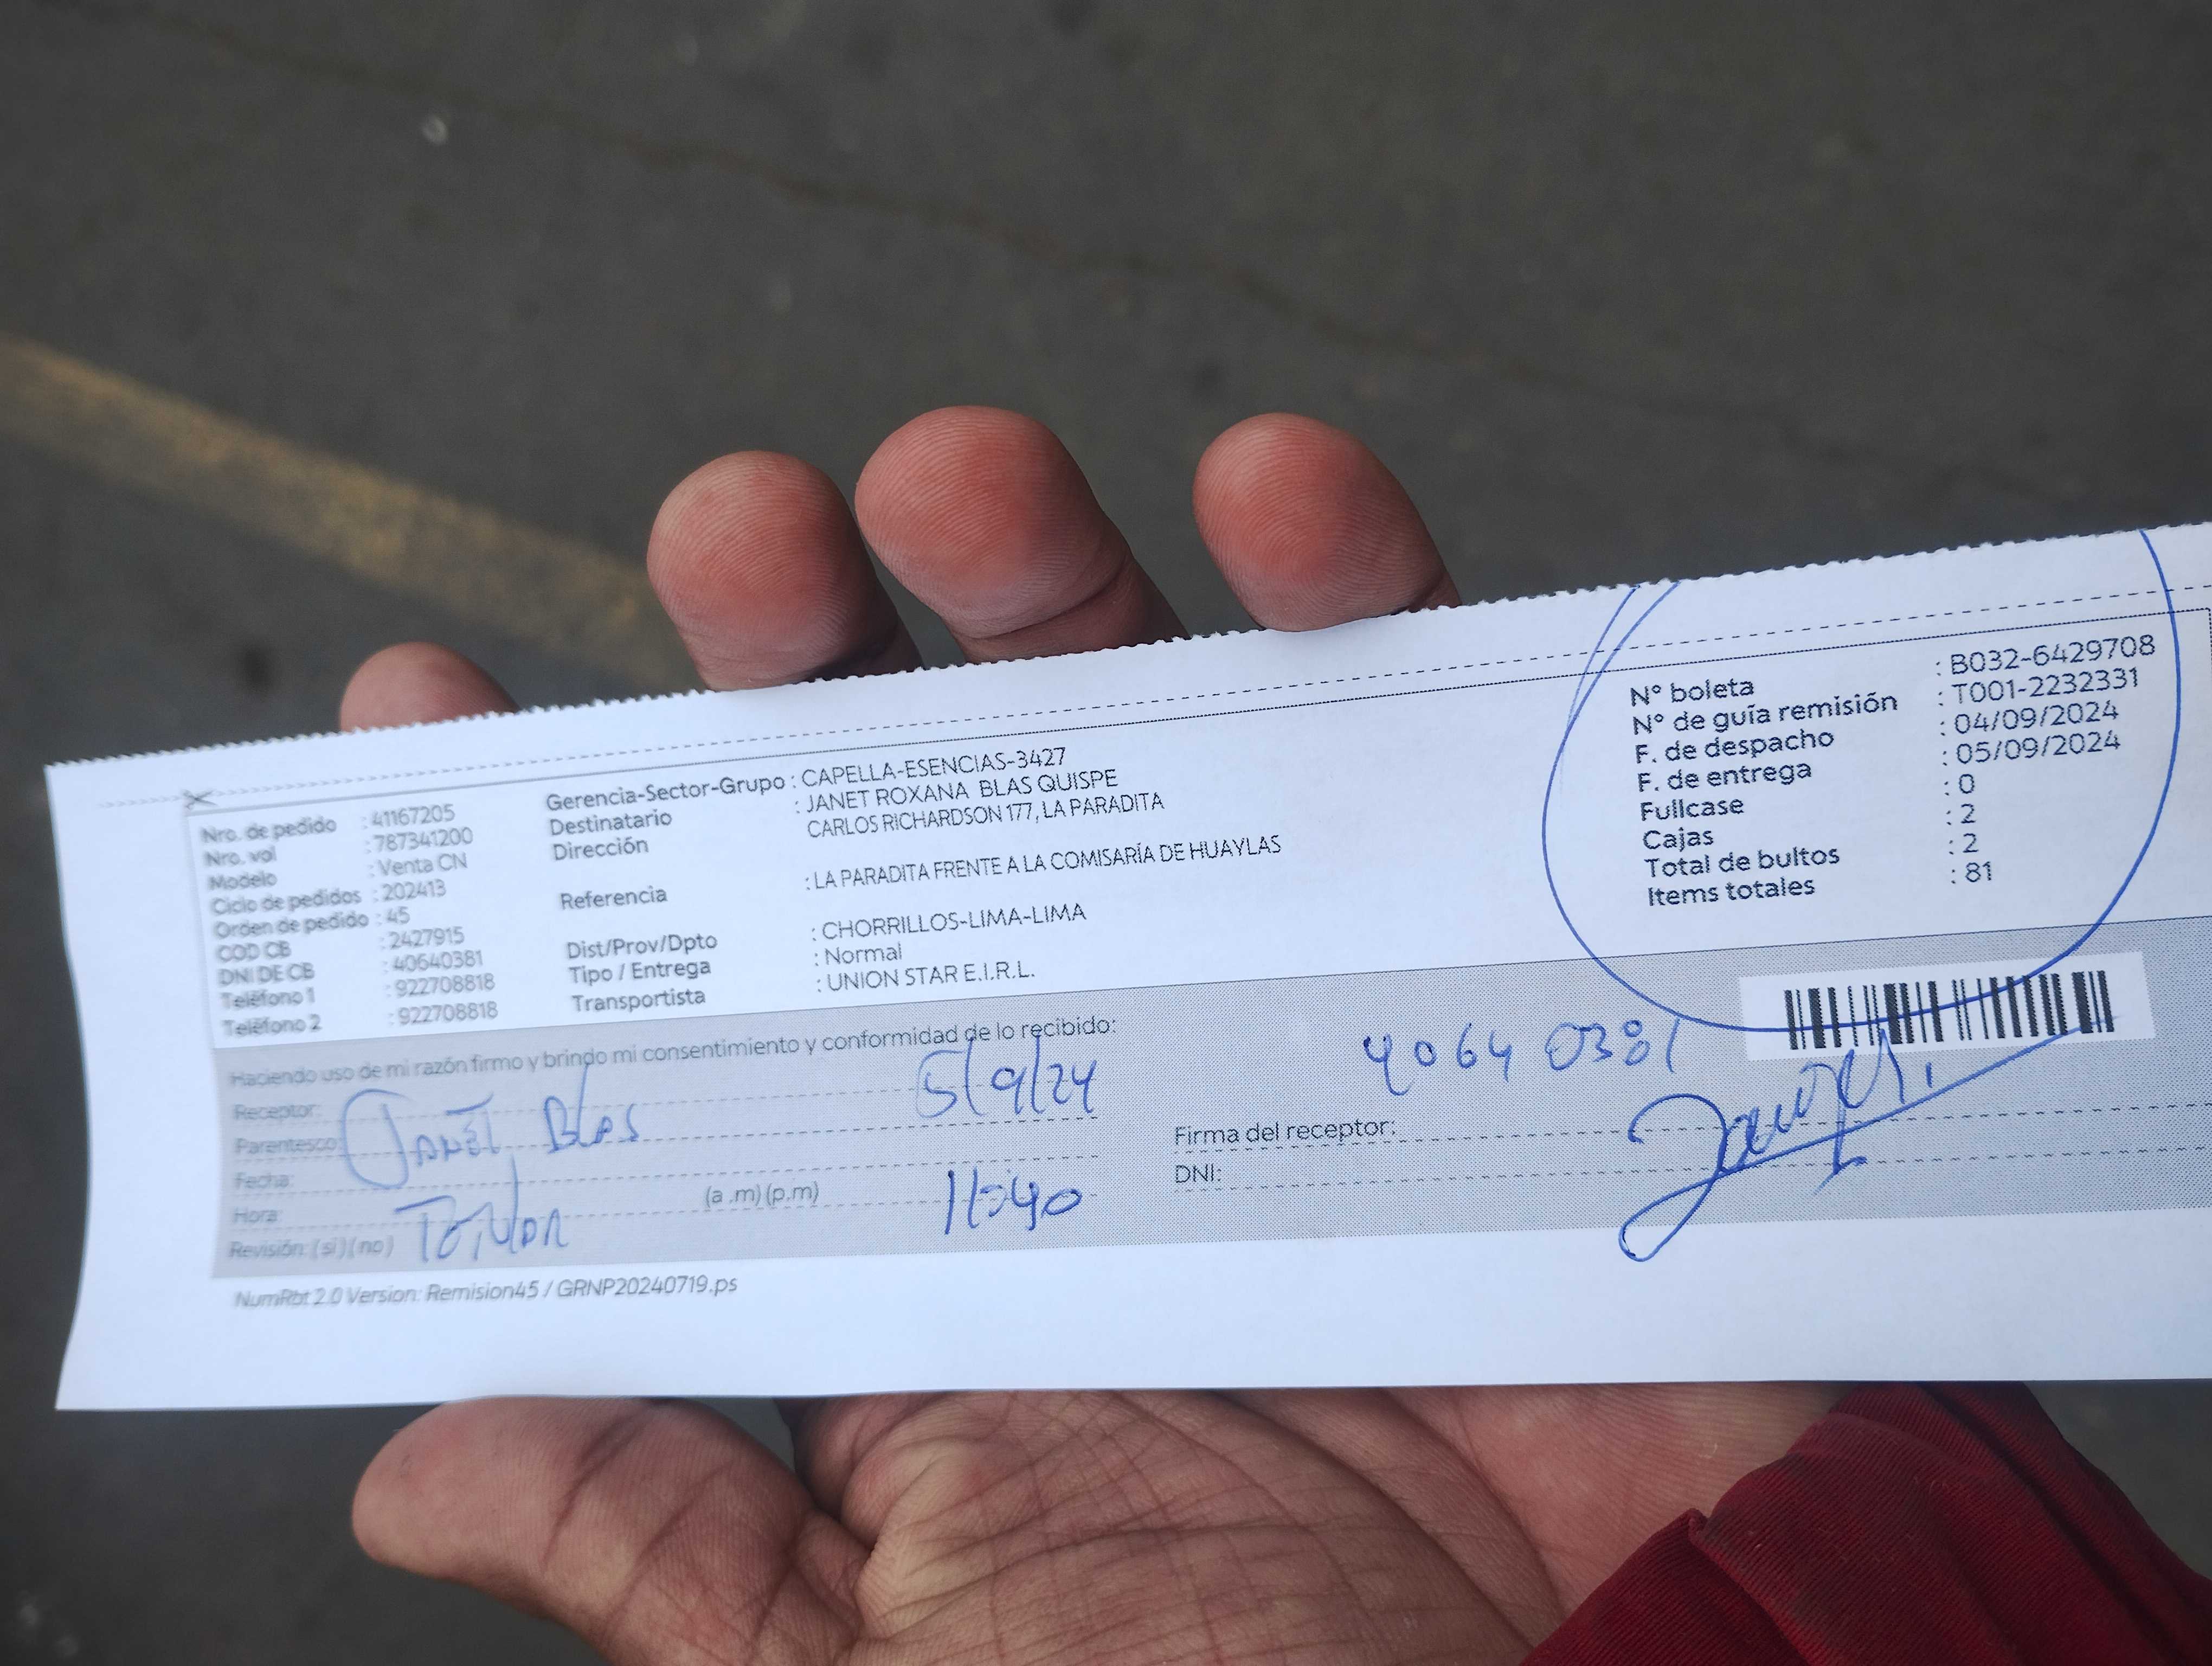 Nro. de pedido : 41167205
Nro. vol : 787341200
Modelo : Venta CN
Ciclo de pedidos : 202413
Orden de pedido : 45
COD CB : 2427915
DNI DE CB : 40640381
Teléfono 1 : 922708818
Teléfono 2 : 922708818
Gerencia-Sector-Grupo : CAPELLA-ESENCIAS-3427
Destinatario : JANET ROXANA BLAS QUISPE
Dirección CARLOS RICHARDSON 177, LA PARADITA
Referencia : LA PARADITA FRENTE A LA COMISARÍA DE HUAYLAS
Dist/Prov/Dpto : CHORRILLOS-LIMA-LIMA
Tipo / Entrega : Normal
Transportista : UNION STAR E.I.R.L.
N° boleta : B032-6429708
N° de guía remisión : T001-2232331
F. de despacho : 04/09/2024
F. de entrega : 05/09/2024
Fullcase : 0
Cajas : 2
Total de bultos : 2
Items totales : 81
Haciendo uso de mi razón firmo y brindo mi consentimiento y conformidad de lo recibido:
Receptor:
Parentesco: JANET BLAS 5/9/24
Fecha:
Hora: (a .m) (p.m) 11:40
Revisión: (si) (no) TITULAR
40640381
Firma del receptor:
DNI:
NumRbt 2.0 Version: Remision45 / GRNP20240719.ps